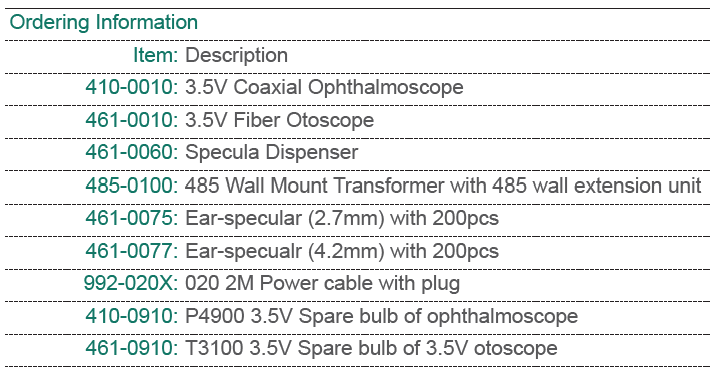 Ordering Information
Item: Description
410-0010: 3.5V Coaxial Ophthalmoscope
461-0010: 3.5V Fiber Otoscope
461-0060: Specula Dispenser
485-0100: 485 Wall Mount Transformer with 485 wall extension unit
461-0075: Ear-specular (2.7mm) with 200pcs
461-0077: Ear-specualr (4.2mm) with 200pcs
992-020X: 020 2M Power cable with plug
410-0910: P4900 3.5V Spare bulb of ophthalmoscope
461-0910: T3100 3.5V Spare bulb of 3.5V otoscope